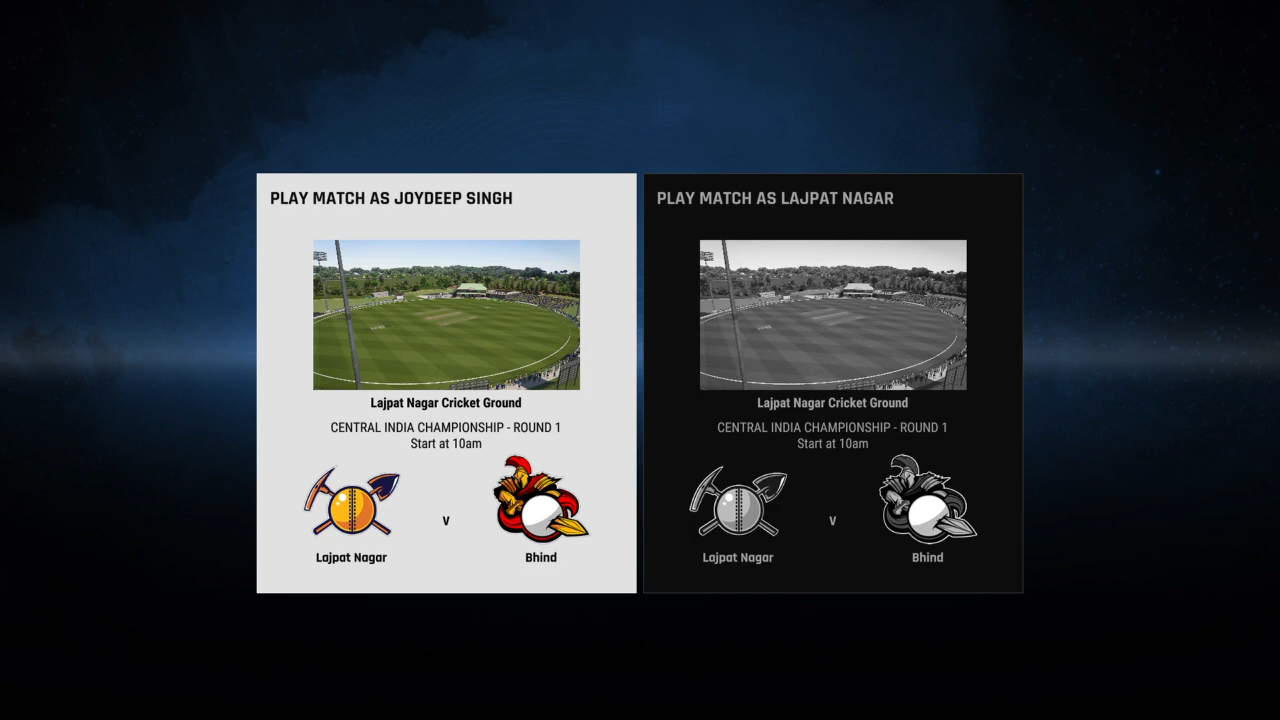 PLAY MATCH AS JOYDEEP SINGH
Lajpat Nagar Cricket Ground
CENTRAL INDIA CHAMPIONSHIP - ROUND 1
Start at 10am
V
Lajpat Nagar
Bhind
PLAY MATCH AS LAJPAT NAGAR
Lajpat Nagar Cricket Ground
CENTRAL INDIA CHAMPIONSHIP - ROUND 1
Start at 10am
V
Lajpat Nagar
Bhind